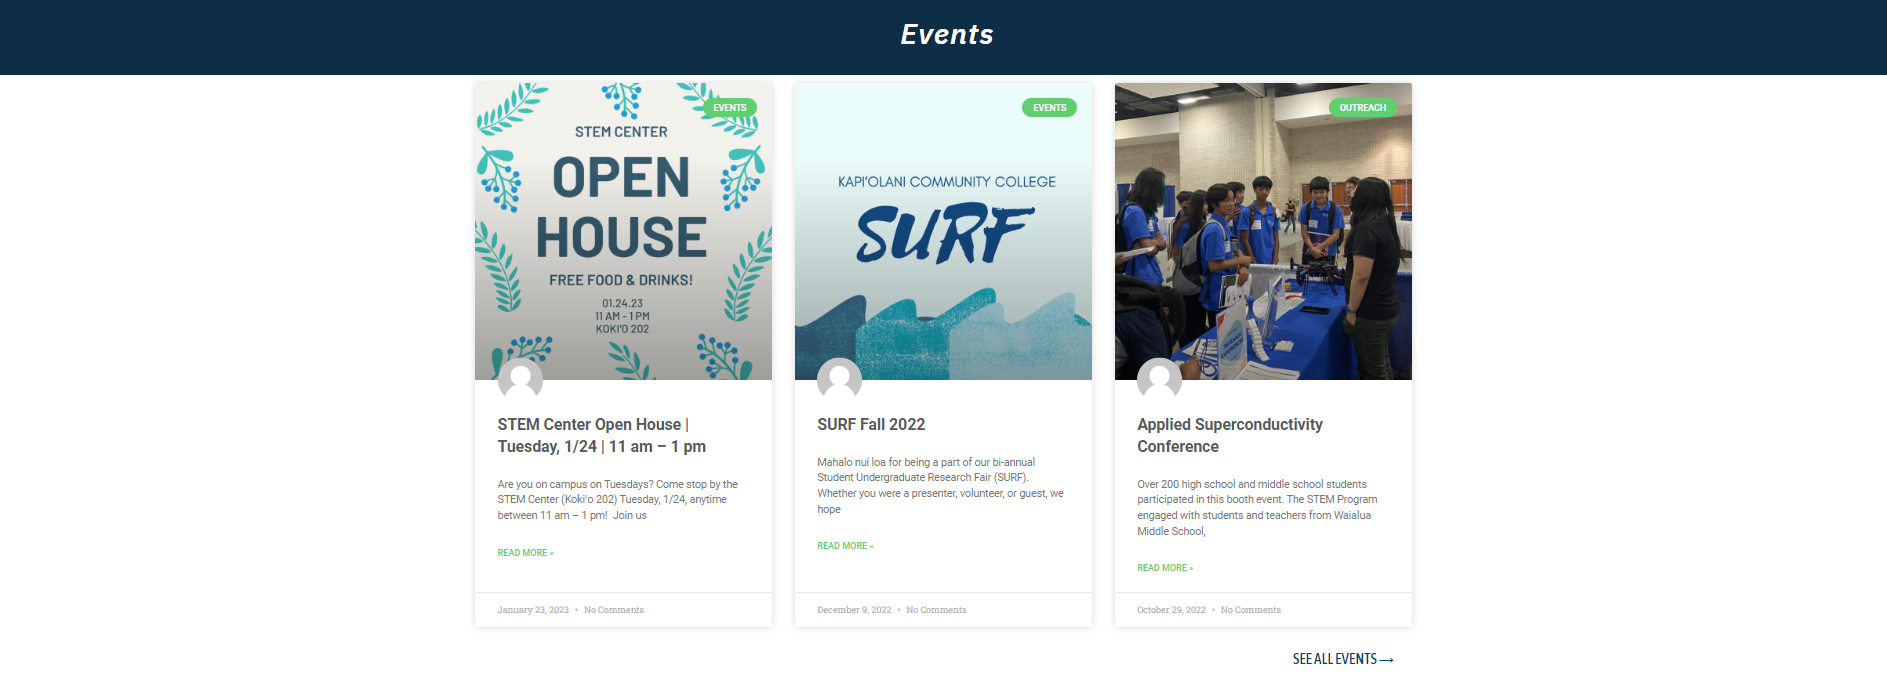 Events
EVENTS
STEM CENTER
OPEN
HOUSE
FREE FOOD & DRINKS!
01.24.23
11 AM - 1 PM
KOKI'O 202
STEM Center Open House |
Tuesday, 1/24 | 11 am – 1 pm
Are you on campus on Tuesdays? Come stop by the
STEM Center (Koki'o 202) Tuesday, 1/24, anytime
between 11 am – 1 pm!  Join us
READ MORE »
January 23, 2023 • No Comments
EVENTS
KAPI'OLANI COMMUNITY COLLEGE
SURF
SURF Fall 2022
Mahalo nui loa for being a part of our bi-annual
Student Undergraduate Research Fair (SURF).
Whether you were a presenter, volunteer, or guest, we
hope
READ MORE »
December 9, 2022 • No Comments
OUTREACH
Applied Superconductivity
Conference
Over 200 high school and middle school students
participated in this booth event. The STEM Program
engaged with students and teachers from Waialua
Middle School,
READ MORE »
October 29, 2022 • No Comments
SEE ALL EVENTS →